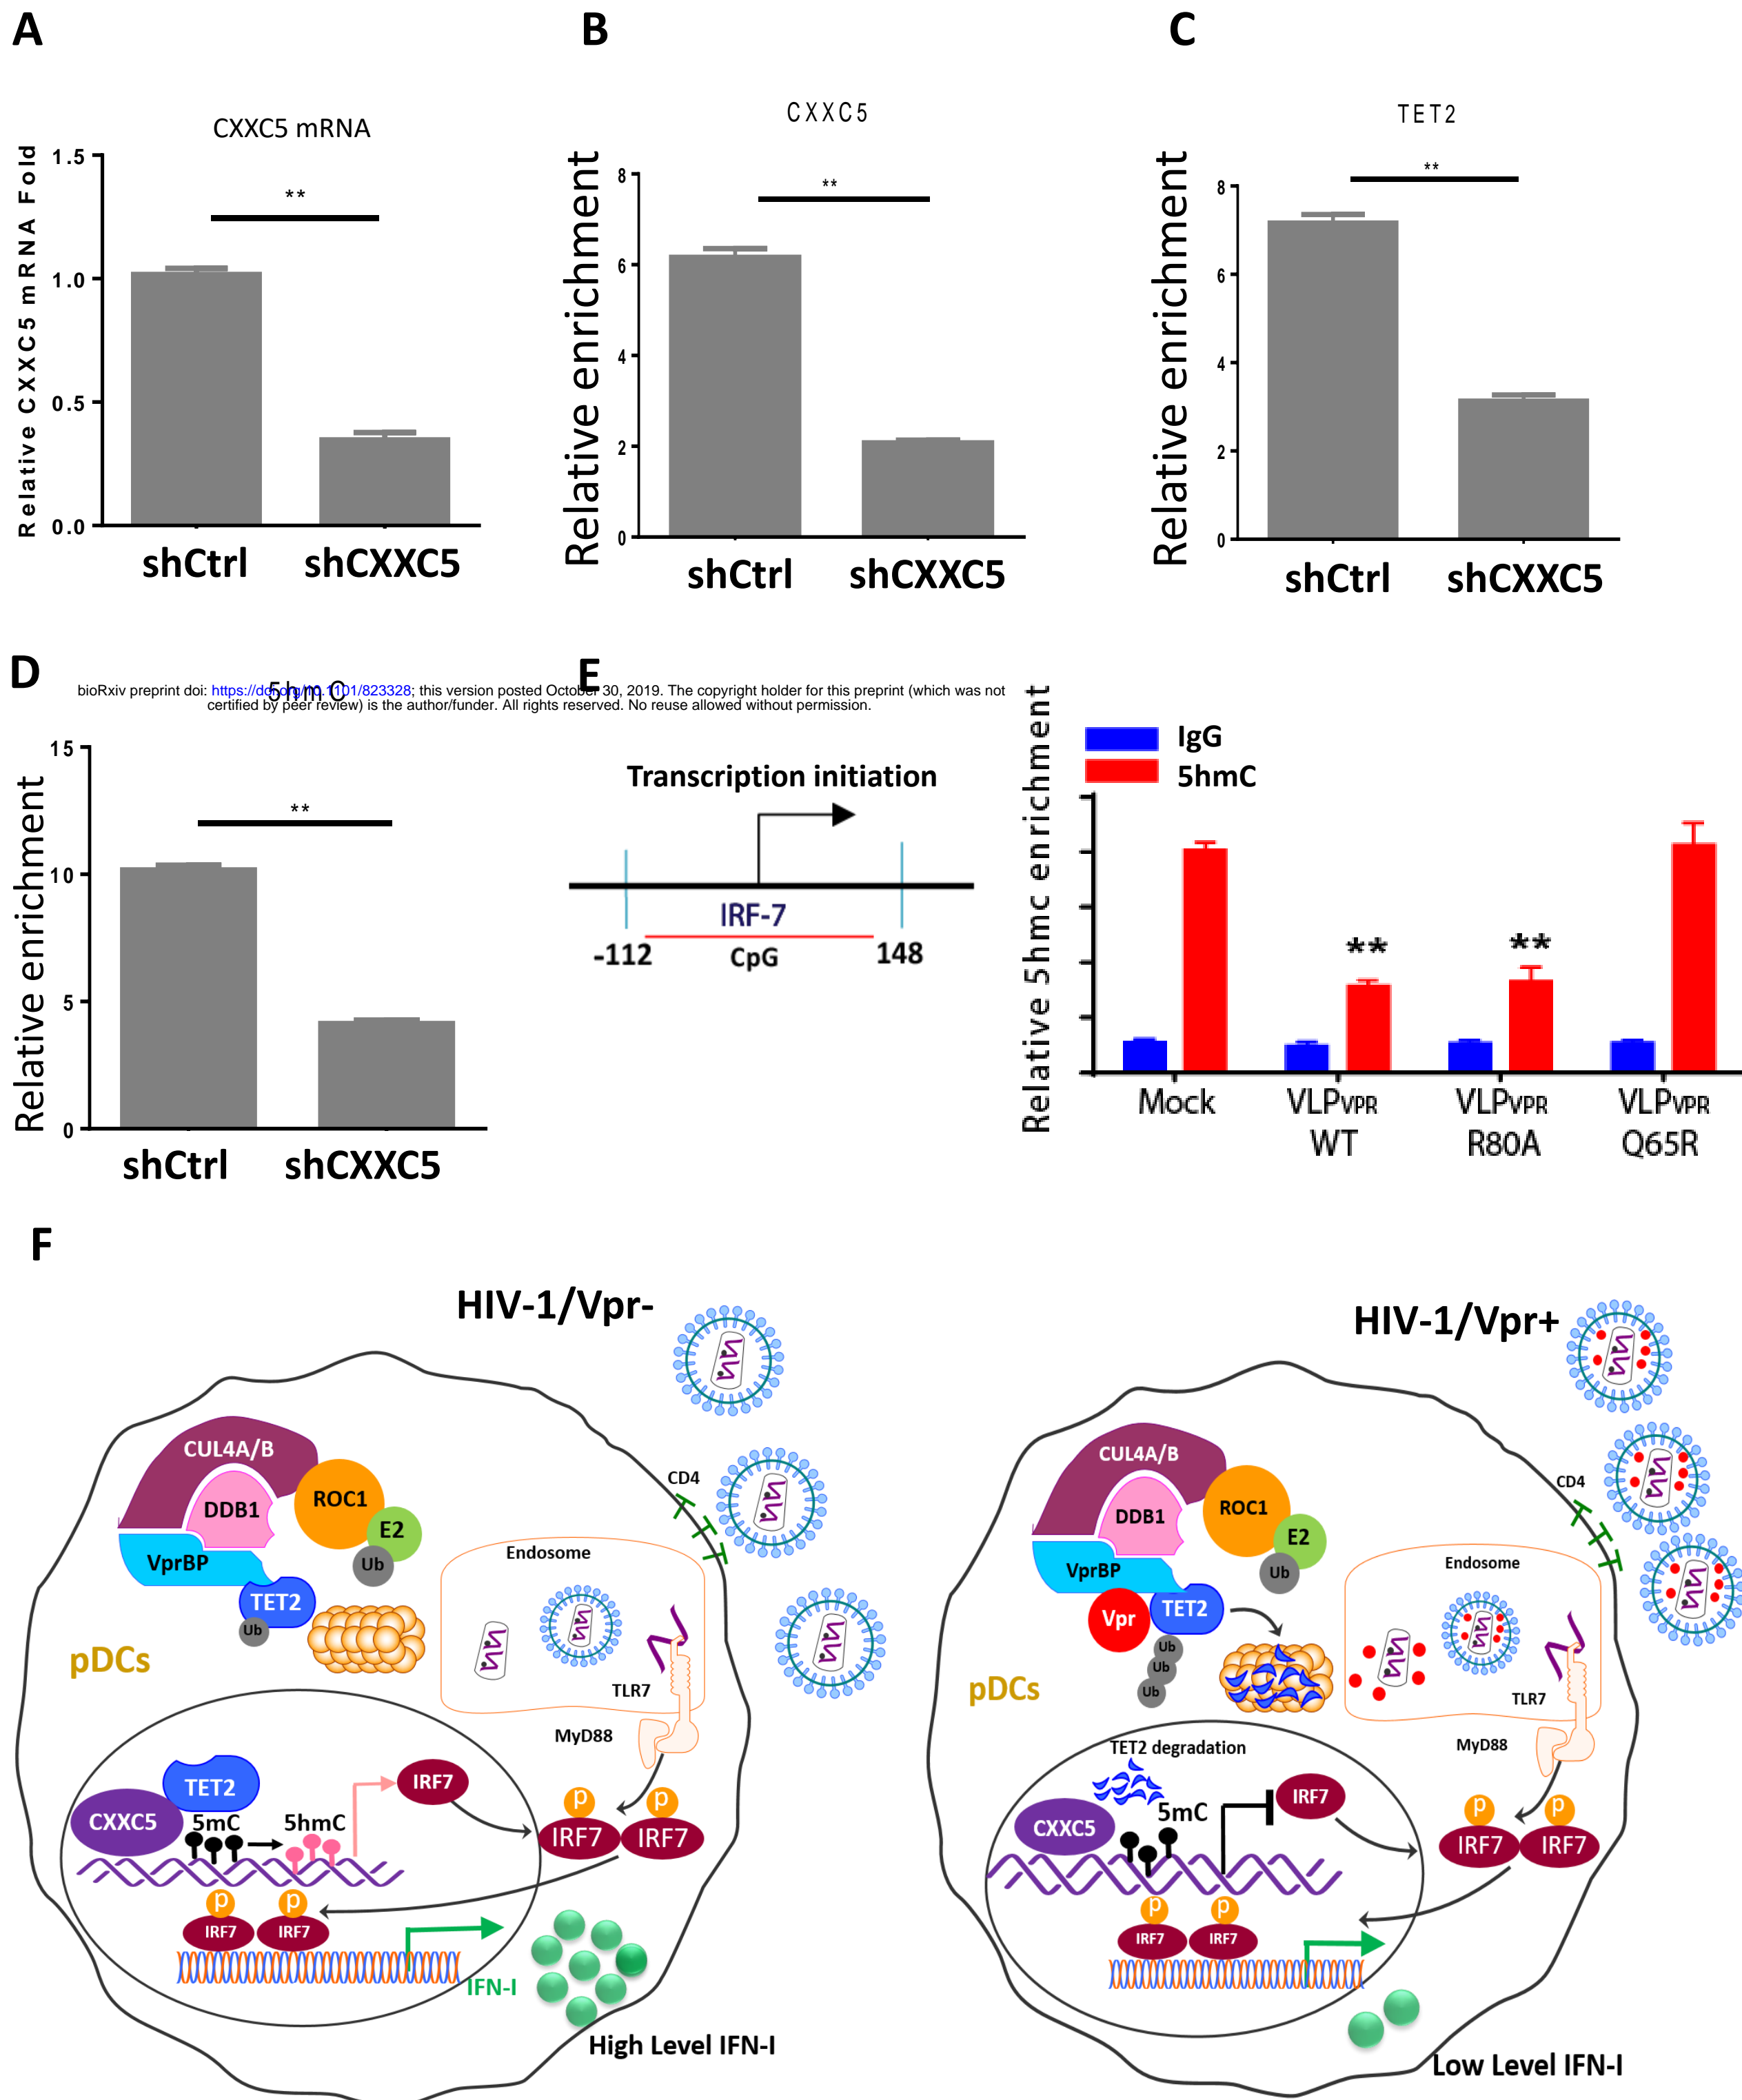 A
B
C
CXXC5 mRNA
Relative CXXC5 mRNA Fold
1.5
1.0
0.5
0.0
**
shCtrl
shCXXC5
CXXC5
Relative enrichment
8
6
4
2
0
**
shCtrl
shCXXC5
TET2
Relative enrichment
8
6
4
2
0
**
shCtrl
shCXXC5
D
E
bioRxiv preprint doi: https://doi.org/10.1101/823328; this version posted October 30, 2019. The copyright holder for this preprint (which was not
certified by peer review) is the author/funder. All rights reserved. No reuse allowed without permission.
5hmC
Relative enrichment
15
10
5
0
**
shCtrl
shCXXC5
Transcription initiation
IRF-7
-112
CpG
148
Relative 5hmc enrichment
IgG
5hmC
**
**
Mock
VLPVPR
WT
VLPVPR
R80A
VLPVPR
Q65R
F
HIV-1/Vpr-
CUL4A/B
DDB1
ROC1
E2
Ub
VprBP
TET2
Ub
CD4
Endosome
pDCs
TLR7
MyD88
TET2
IRF7
CXXC5
5mC
5hmC
P
P
IRF7
IRF7
P
P
IRF7
IRF7
IFN-I
High Level IFN-I
HIV-1/Vpr+
CUL4A/B
DDB1
ROC1
E2
Ub
VprBP
Vpr
TET2
Ub
Ub
Ub
CD4
Endosome
pDCs
TLR7
MyD88
TET2 degradation
IRF7
CXXC5
5mC
P
P
IRF7
IRF7
P
P
IRF7
IRF7
Low Level IFN-I